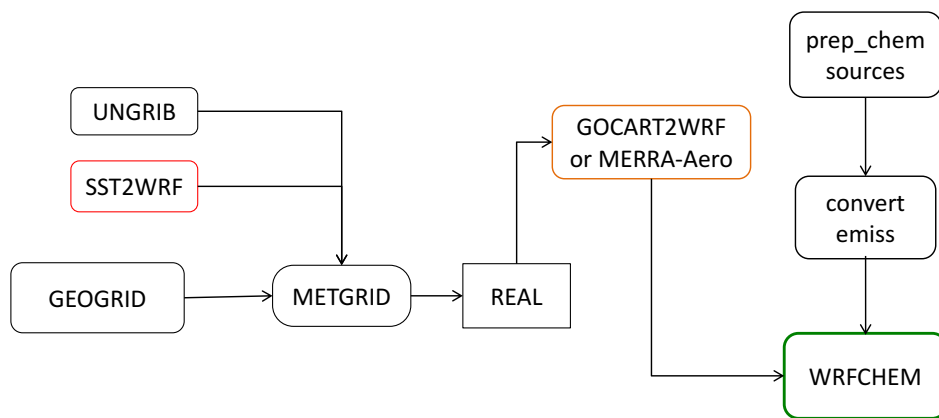 prep_chem
sources
UNGRIB
GOCART2WRF
or MERRA-Aero
SST2WRF
convert
emiss
GEOGRID
METGRID
REAL
WRFCHEM